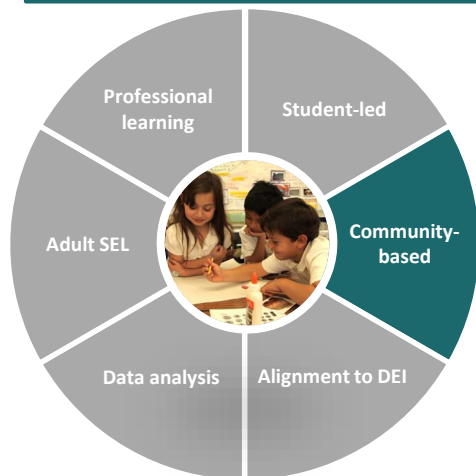 Professional
learning
Student-led
Community-
based
Alignment to DEI
Data analysis
Adult SEL